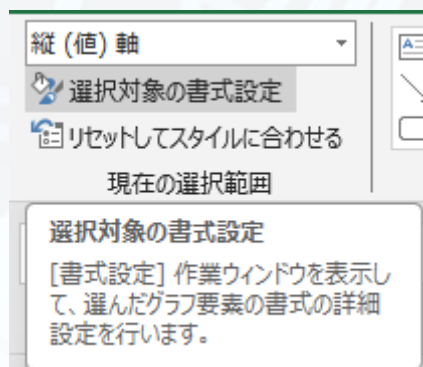 縦 (値) 軸
選択対象の書式設定
リセットしてスタイルに合わせる
現在の選択範囲
選択対象の書式設定
[書式設定] 作業ウィンドウを表示し
て、選んだグラフ要素の書式の詳細
設定を行います。